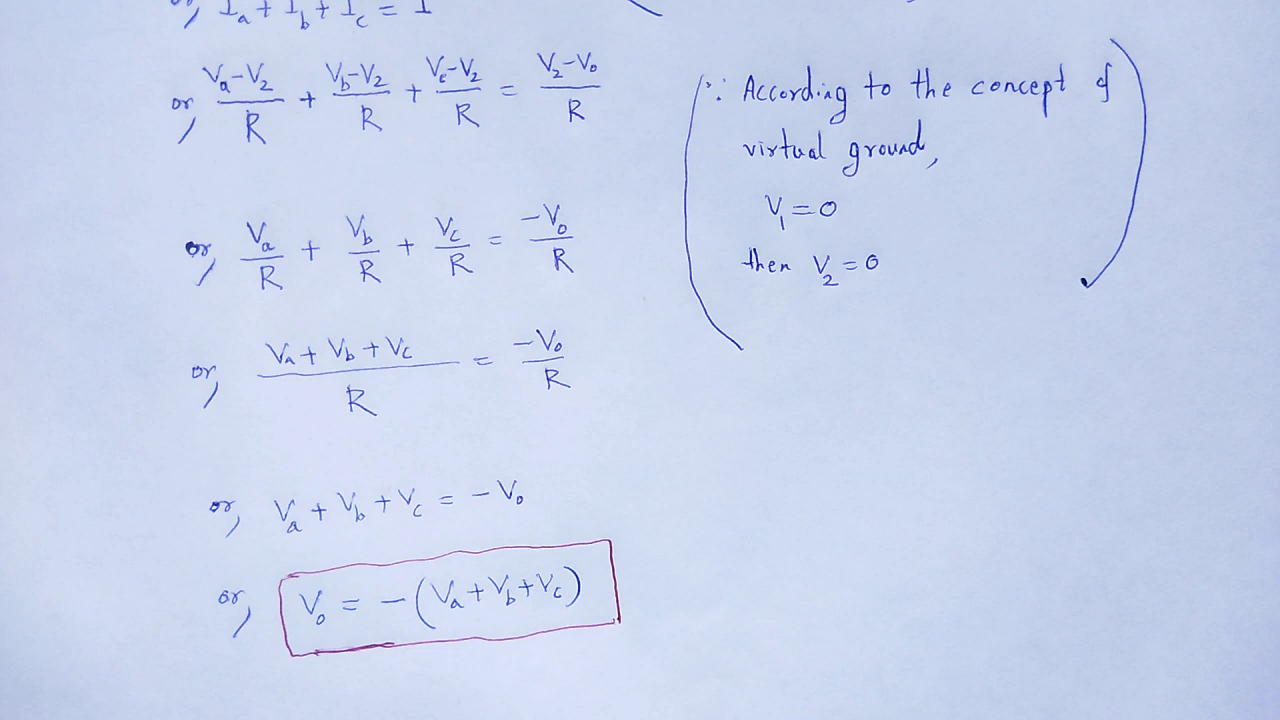 or, Ia + Ib + Ic = I
or, (Va-V2)/R + (Vb-V2)/R + (Vc-V2)/R = (V2-Vo)/R
or, Va/R + Vb/R + Vc/R = -Vo/R
or, (Va + Vb + Vc)/R = -Vo/R
or, Va + Vb + Vc = -Vo
or, Vo = -(Va+Vb+Vc)
(∵ According to the concept of
virtual ground,
V1=0
then V2=0)